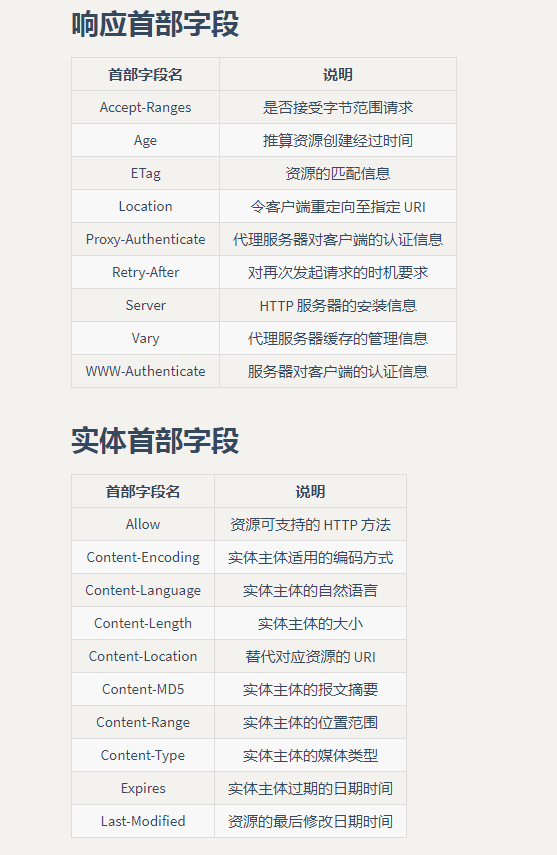 响应首部字段
首部字段名 说明
Accept-Ranges 是否接受字节范围请求
Age 推算资源创建经过时间
ETag 资源的匹配信息
Location 令客户端重定向至指定 URI
Proxy-Authenticate 代理服务器对客户端的认证信息
Retry-After 对再次发起请求的时机要求
Server HTTP 服务器的安装信息
Vary 代理服务器缓存的管理信息
WWW-Authenticate 服务器对客户端的认证信息
实体首部字段
首部字段名 说明
Allow 资源可支持的 HTTP 方法
Content-Encoding 实体主体适用的编码方式
Content-Language 实体主体的自然语言
Content-Length 实体主体的大小
Content-Location 替代对应资源的 URI
Content-MD5 实体主体的报文摘要
Content-Range 实体主体的位置范围
Content-Type 实体主体的媒体类型
Expires 实体主体过期的日期时间
Last-Modified 资源的最后修改日期时间